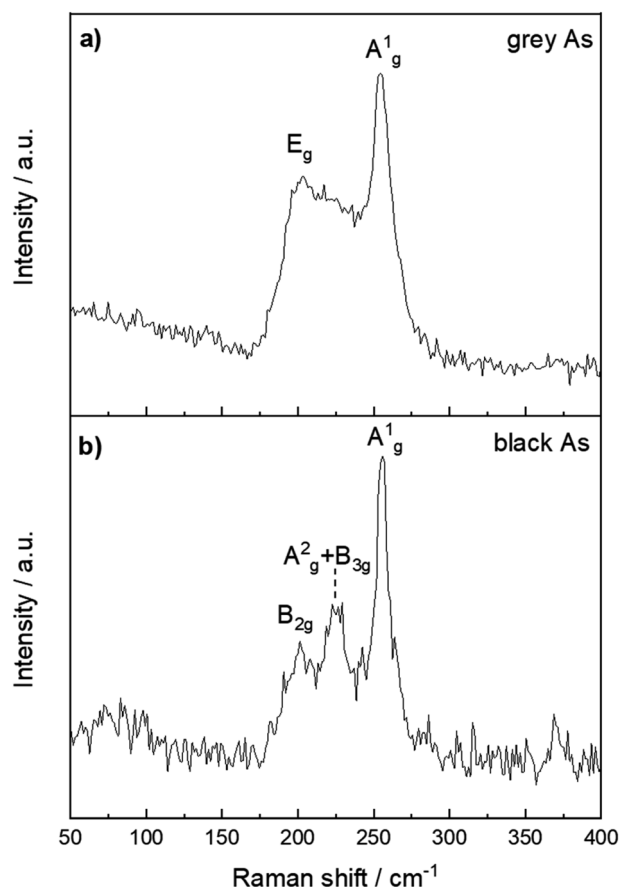 a)
grey As
A¹g
Eg
Intensity / a.u.
b)
black As
A¹g
A²g+B3g
B2g
Intensity / a.u.
50 100 150 200 250 300 350 400
Raman shift / cm⁻¹